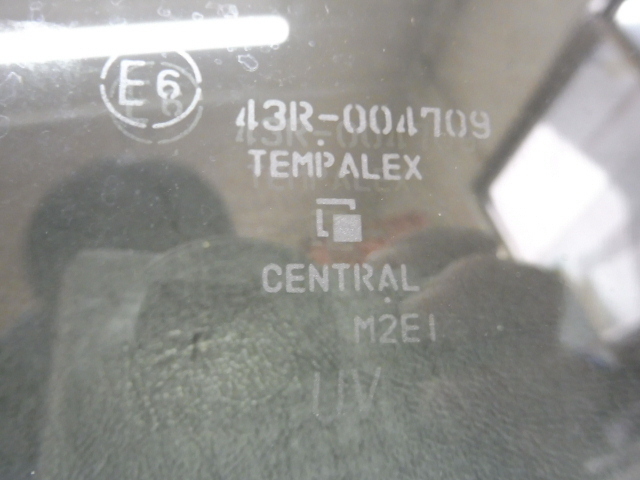 E6
43R-004709
TEMPALEX
CENTRAL
M2E1
UV